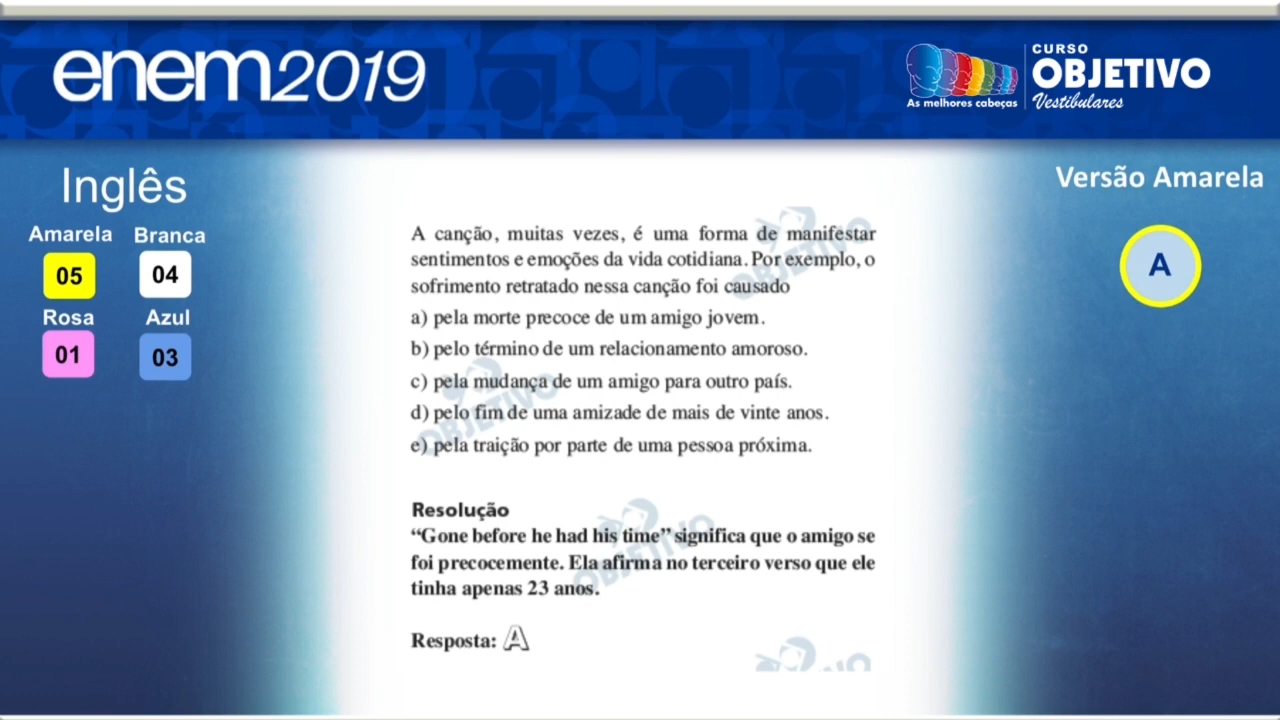 enem2019
CURSO
OBJETIVO
Vestibulares
As melhores cabeças
Inglês
Versão Amarela
Amarela Branca
05 04
Rosa Azul
01 03
A
A canção, muitas vezes, é uma forma de manifestar
sentimentos e emoções da vida cotidiana. Por exemplo, o
sofrimento retratado nessa canção foi causado
a) pela morte precoce de um amigo jovem.
b) pelo término de um relacionamento amoroso.
c) pela mudança de um amigo para outro país.
d) pelo fim de uma amizade de mais de vinte anos.
e) pela traição por parte de uma pessoa próxima.
Resolução
“Gone before he had his time” significa que o amigo se
foi precocemente. Ela afirma no terceiro verso que ele
tinha apenas 23 anos.
Resposta: A
OBJETIVO
OBJETIVO
OBJETIVO